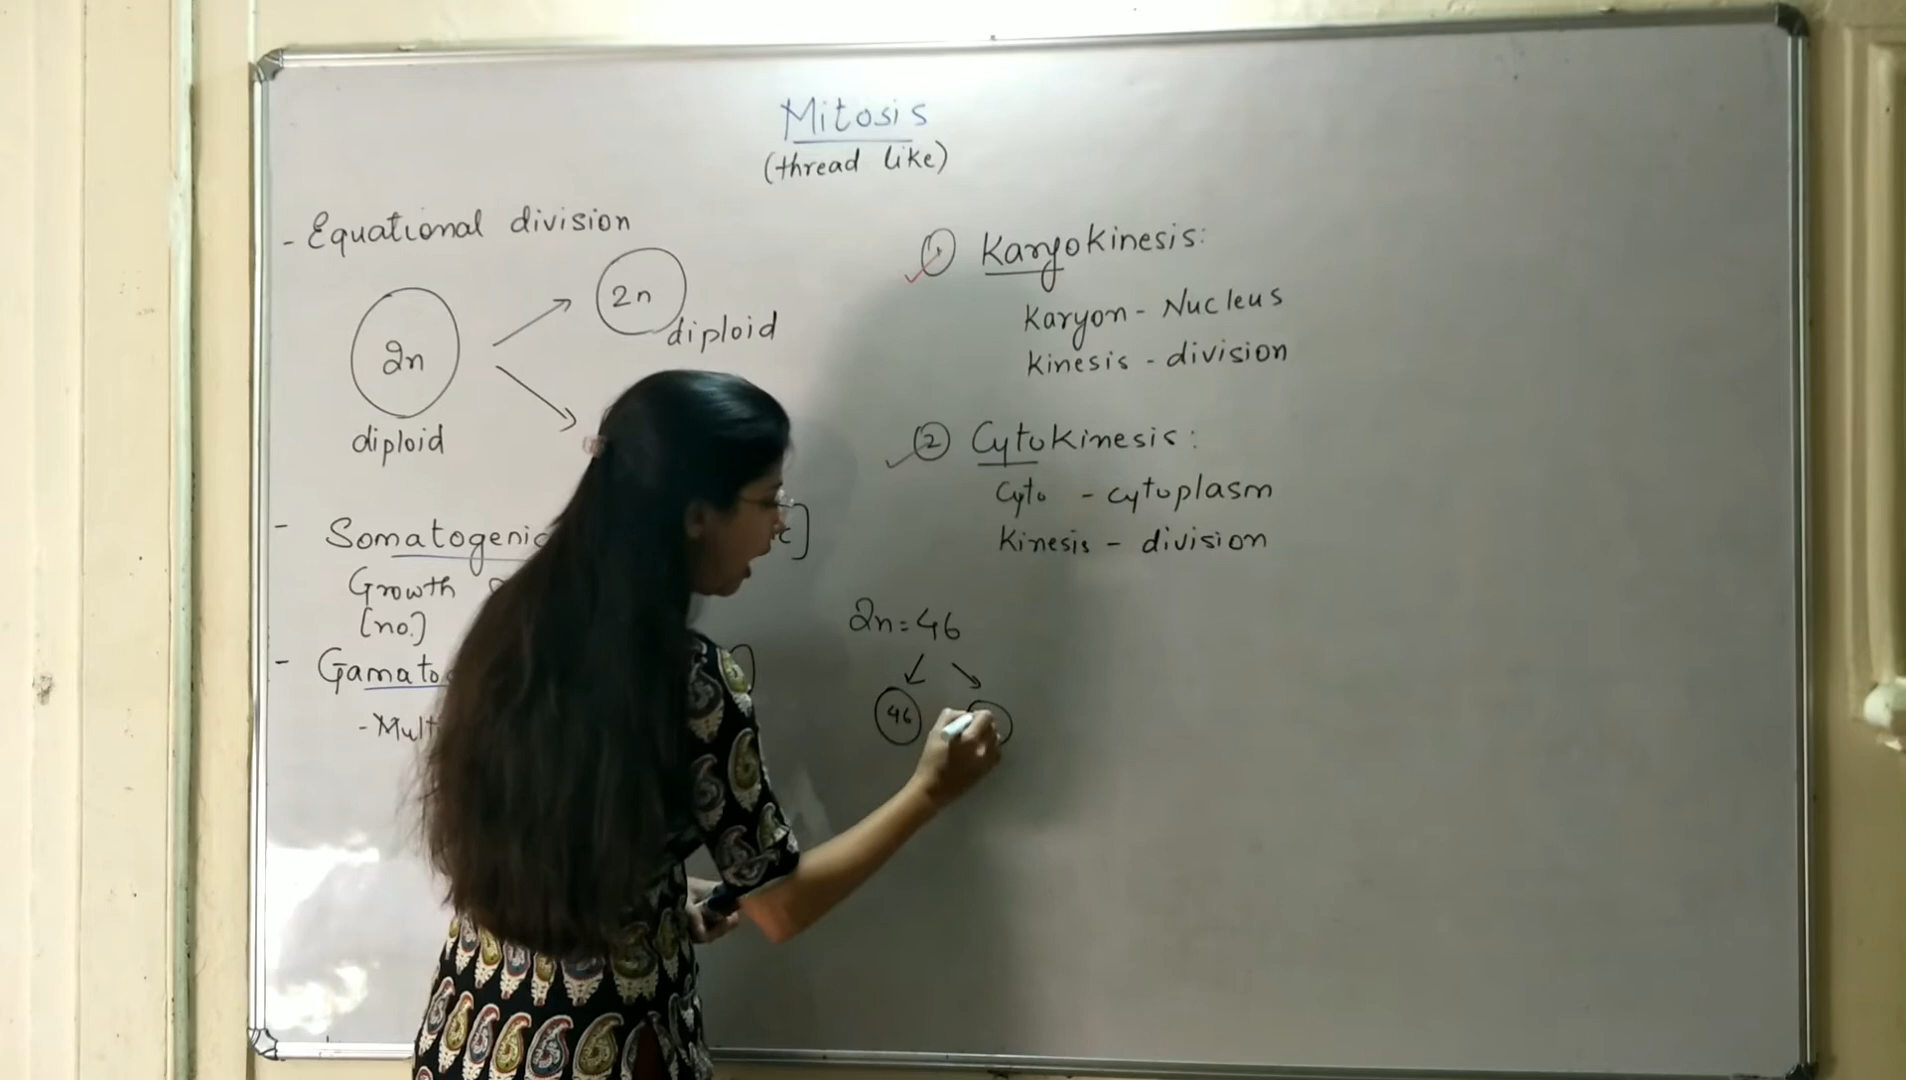 Mitosis
(thread like)
- Equational division
2n
diploid
2n
diploid
- Somatogenic
Growth
[no.]
-
- Mult
① Karyokinesis:
Karyon - Nucleus
Kinesis - division
② Cytokinesis:
Cyto - cytoplasm
Kinesis - division
2n = 46
46